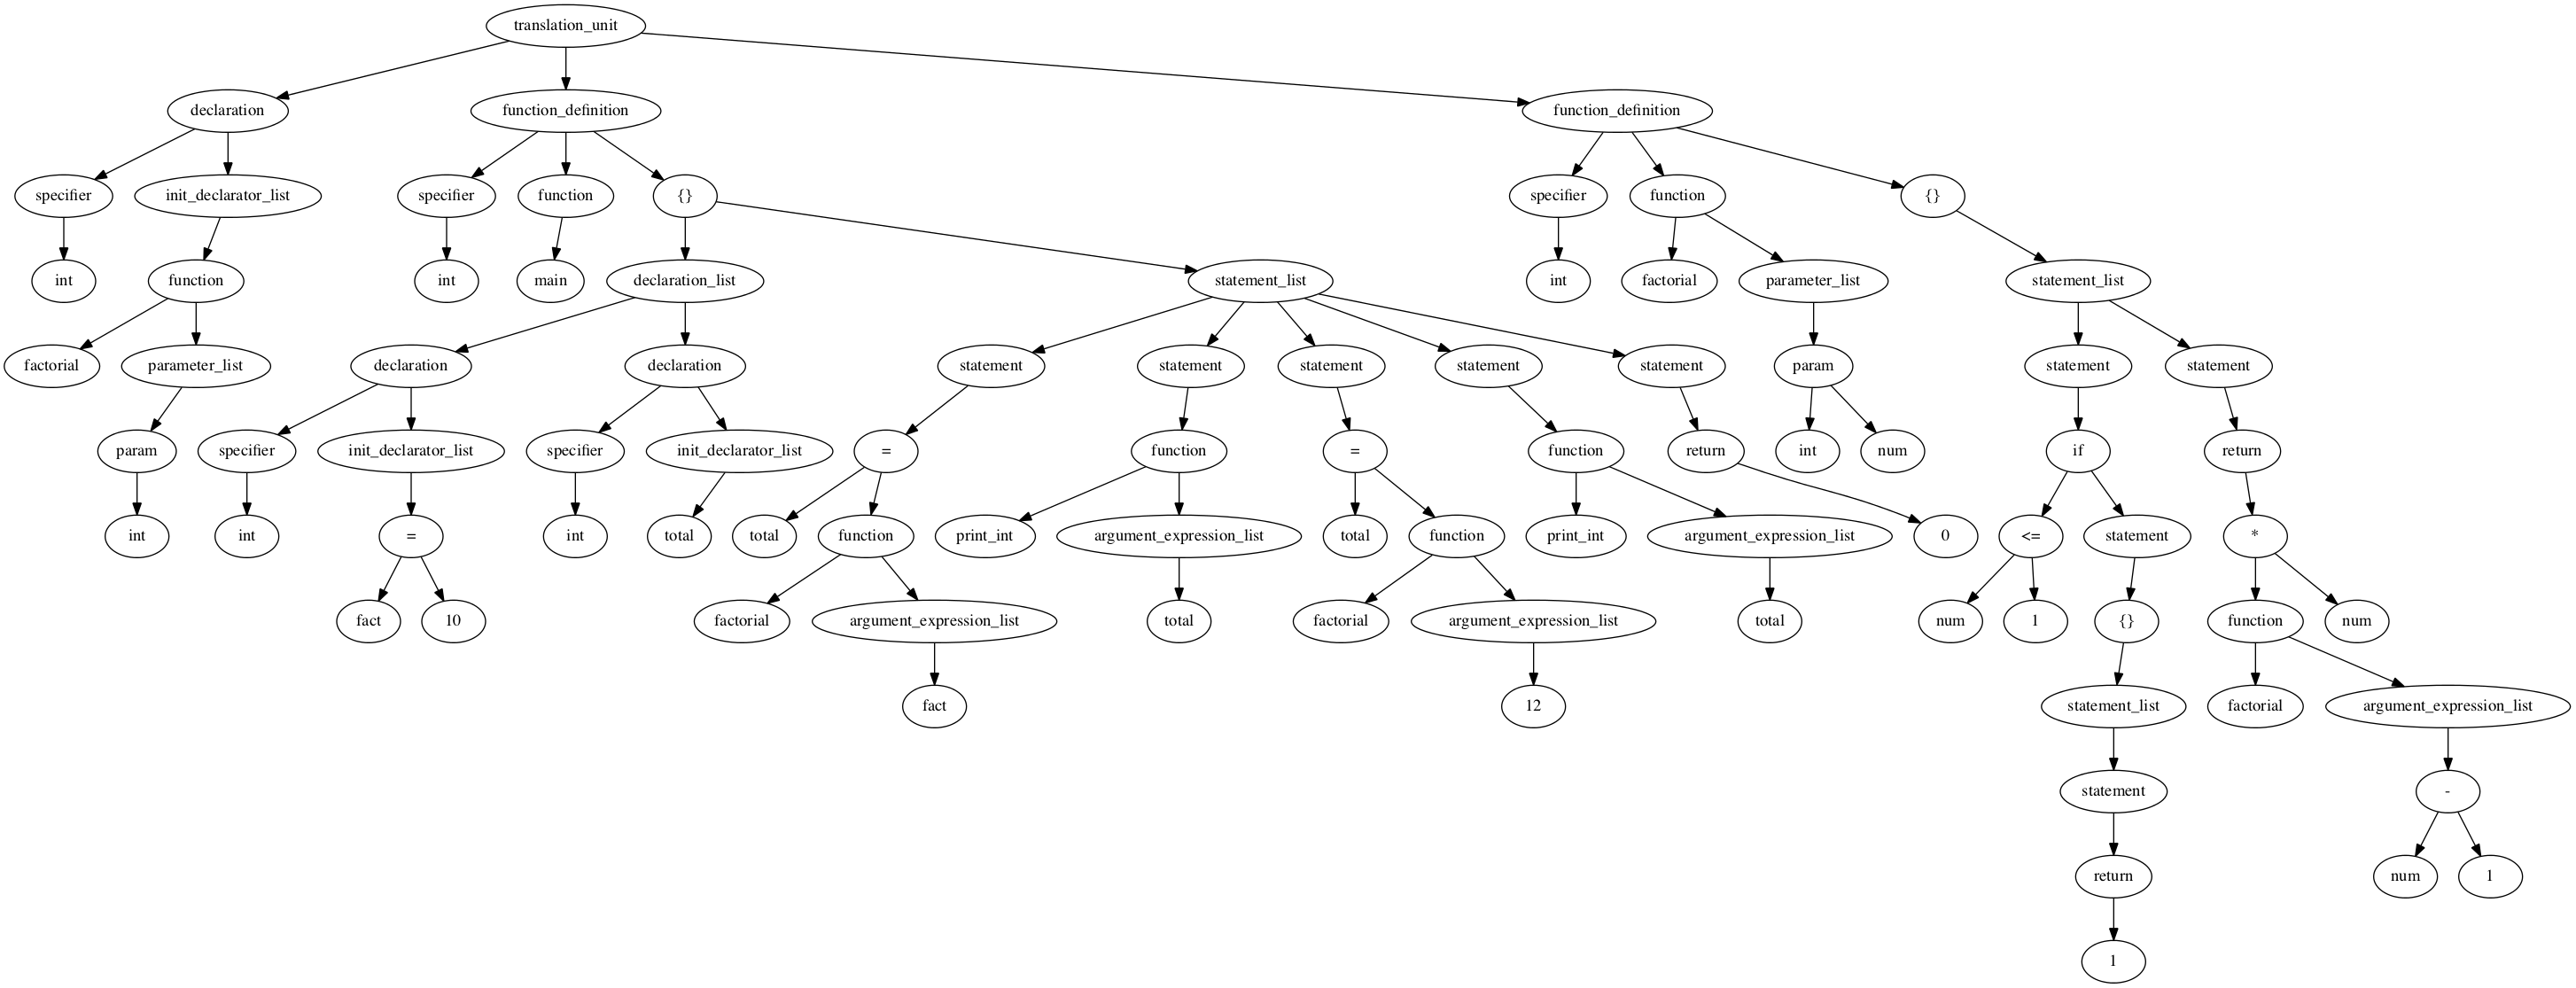 translation_unit
declaration
function_definition
function_definition
specifier
init_declarator_list
specifier
function
{}
specifier
function
{}
int
function
int
main
declaration_list
statement_list
int
factorial
parameter_list
statement_list
factorial
parameter_list
declaration
declaration
statement
statement
statement
statement
statement
param
statement
statement
param
specifier
init_declarator_list
specifier
init_declarator_list
=
function
=
function
return
int
num
if
return
int
int
=
int
total
total
function
print_int
argument_expression_list
total
function
print_int
argument_expression_list
0
<=
statement
*
fact
10
factorial
argument_expression_list
total
factorial
argument_expression_list
total
num
1
{}
function
num
fact
12
statement_list
factorial
argument_expression_list
statement
-
return
num
1
1